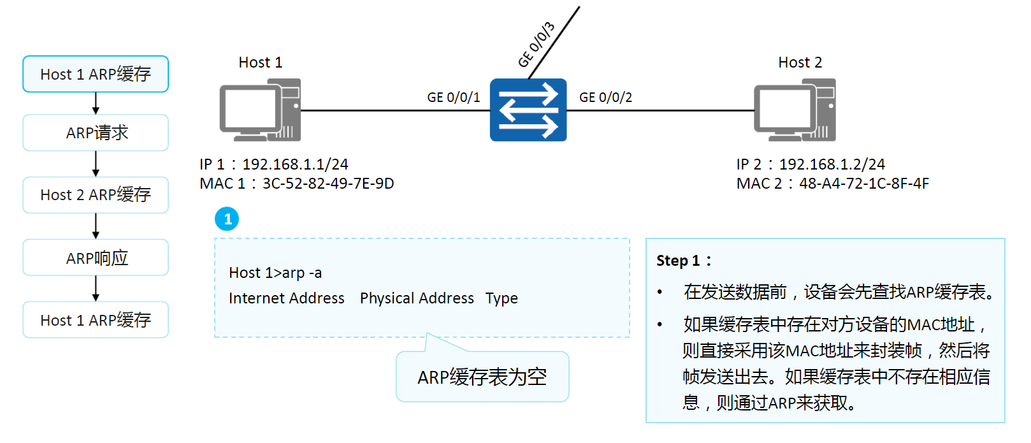 Host 1 ARP缓存
ARP请求
Host 2 ARP缓存
ARP响应
Host 1 ARP缓存
GE 0/0/3
Host 1
Host 2
GE 0/0/1
GE 0/0/2
IP 1：192.168.1.1/24
MAC 1：3C-52-82-49-7E-9D
IP 2：192.168.1.2/24
MAC 2：48-A4-72-1C-8F-4F
1
Host 1>arp -a
Internet Address Physical Address Type
ARP缓存表为空
Step 1：
• 在发送数据前，设备会先查找ARP缓存表。
• 如果缓存表中存在对方设备的MAC地址，
则直接采用该MAC地址来封装帧，然后将
帧发送出去。如果缓存表中不存在相应信
息，则通过ARP来获取。